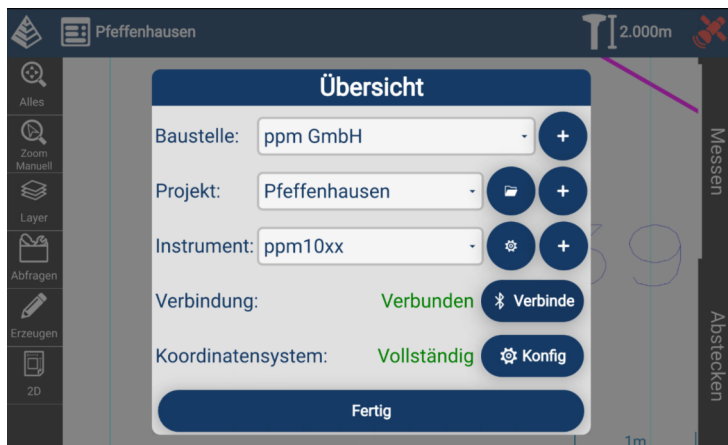 Pfeffenhausen
2.000m
Alles
Zoom
Manuell
Layer
Abfragen
Erzeugen
2D
Übersicht
Baustelle: ppm GmbH +
Projekt: Pfeffenhausen +
Instrument: ppm10xx +
Verbindung: Verbunden Verbinde
Koordinatensystem: Vollständig Konfig
Fertig
Messen
Abstecken
39
1m